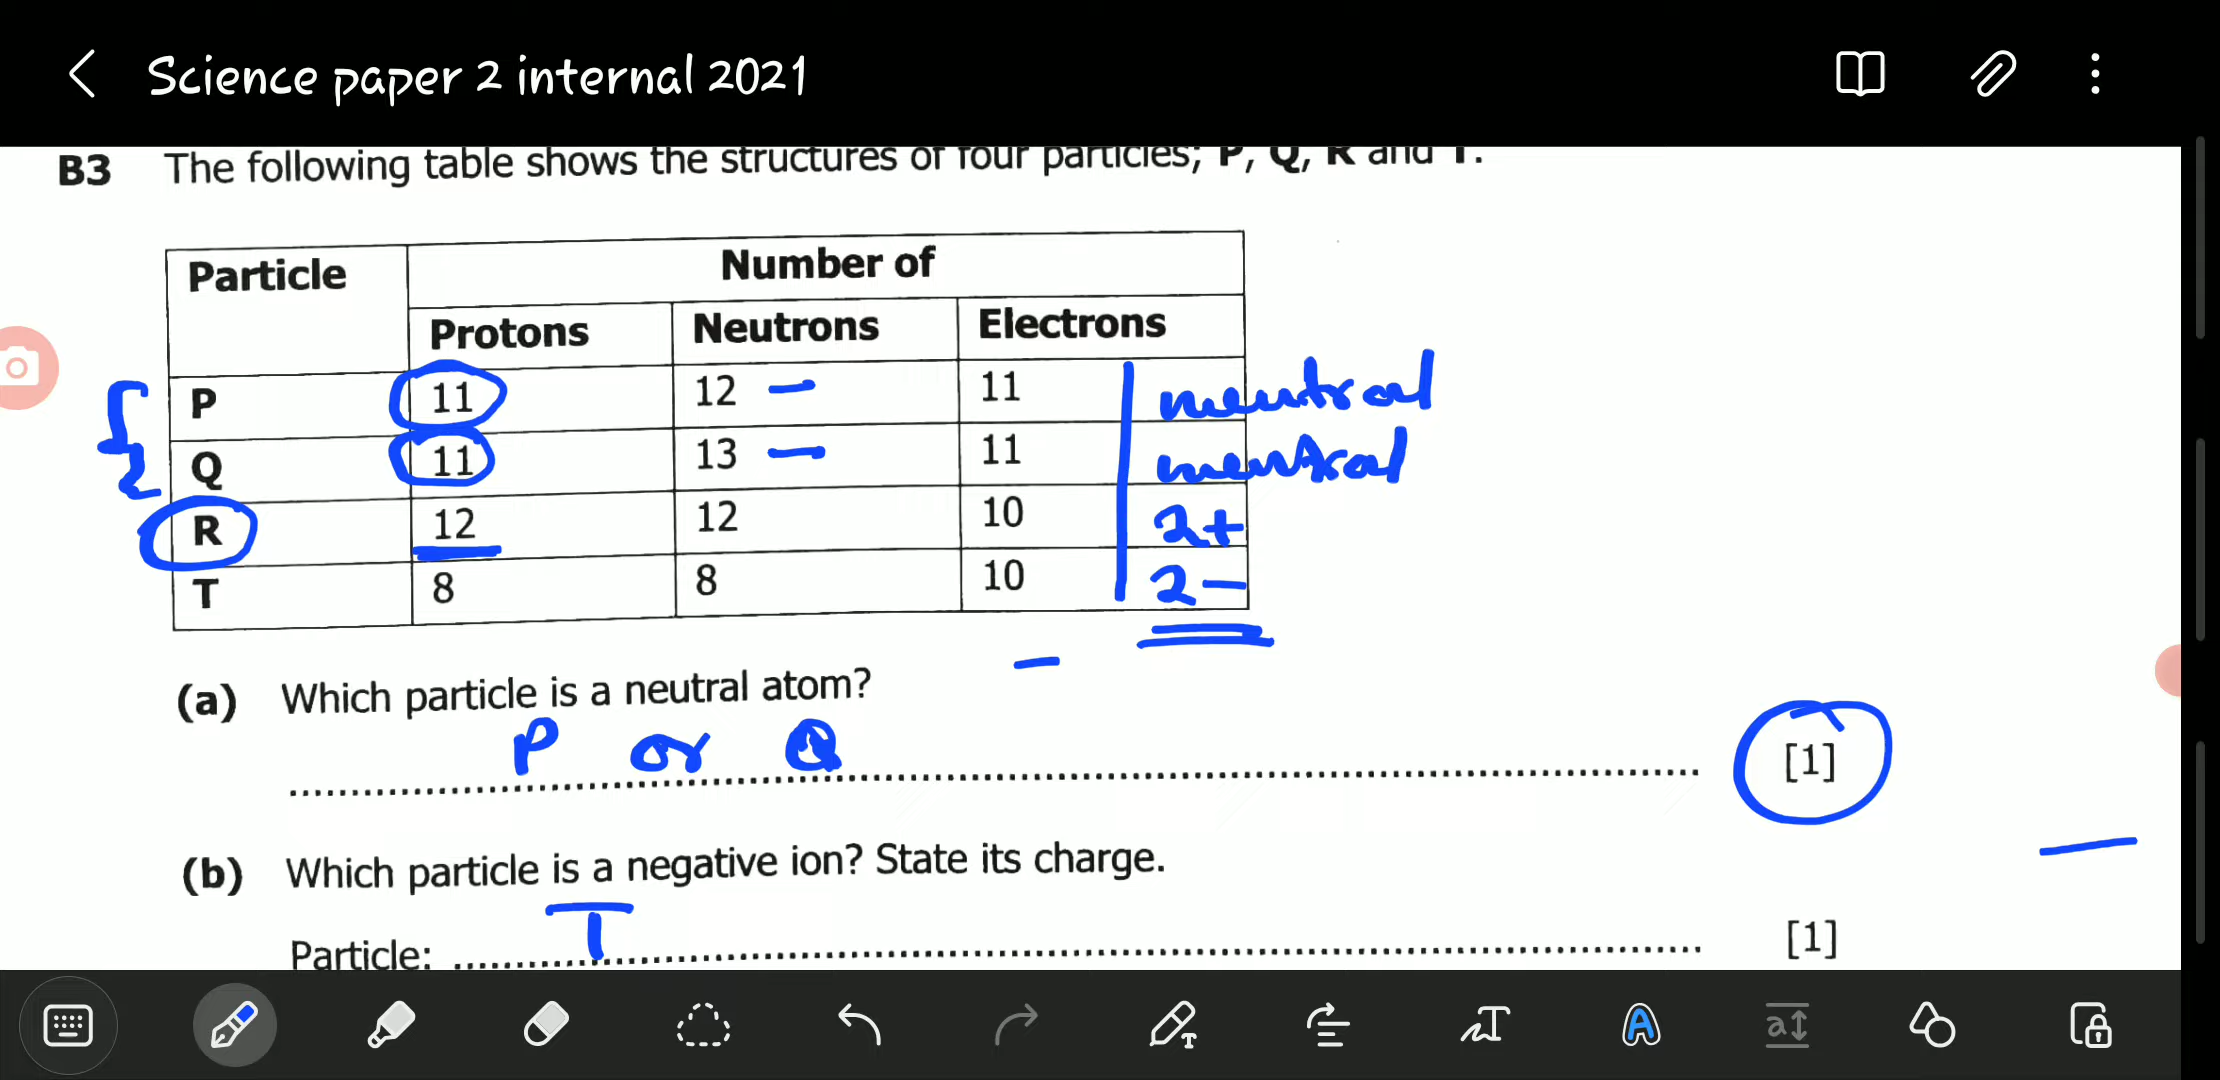 Science paper 2 internal 2021
B3 The following table shows the structures of four particles; P, Q, R and T.
Particle Number of
Protons Neutrons Electrons
P 11 12 – 11 neutral
Q 11 13 – 11 neutral
R 12 12 10 2+
T 8 8 10 2–
(a) Which particle is a neutral atom?
P or Q
[1]
(b) Which particle is a negative ion? State its charge.
Particle: T [1]